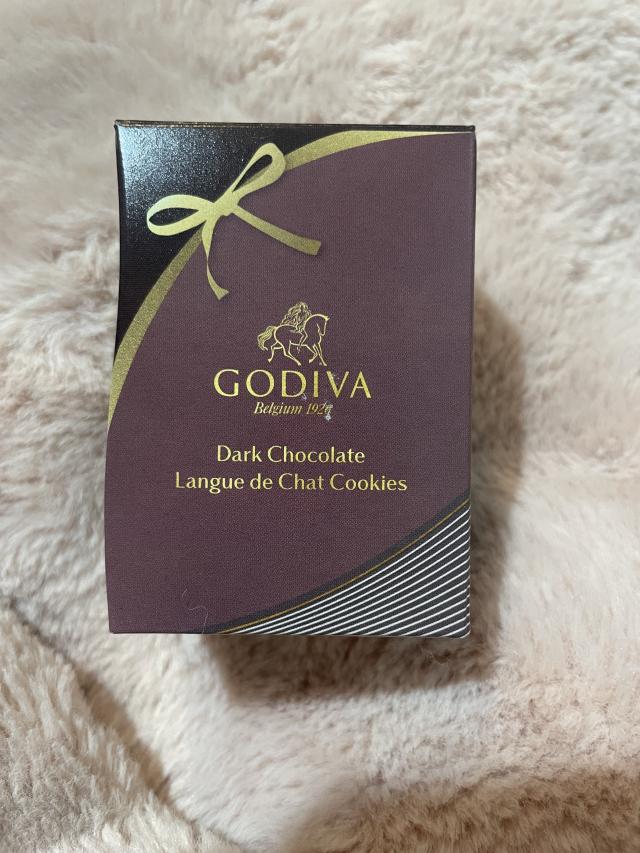 GODIVA
Belgium 1926
Dark Chocolate
Langue de Chat Cookies